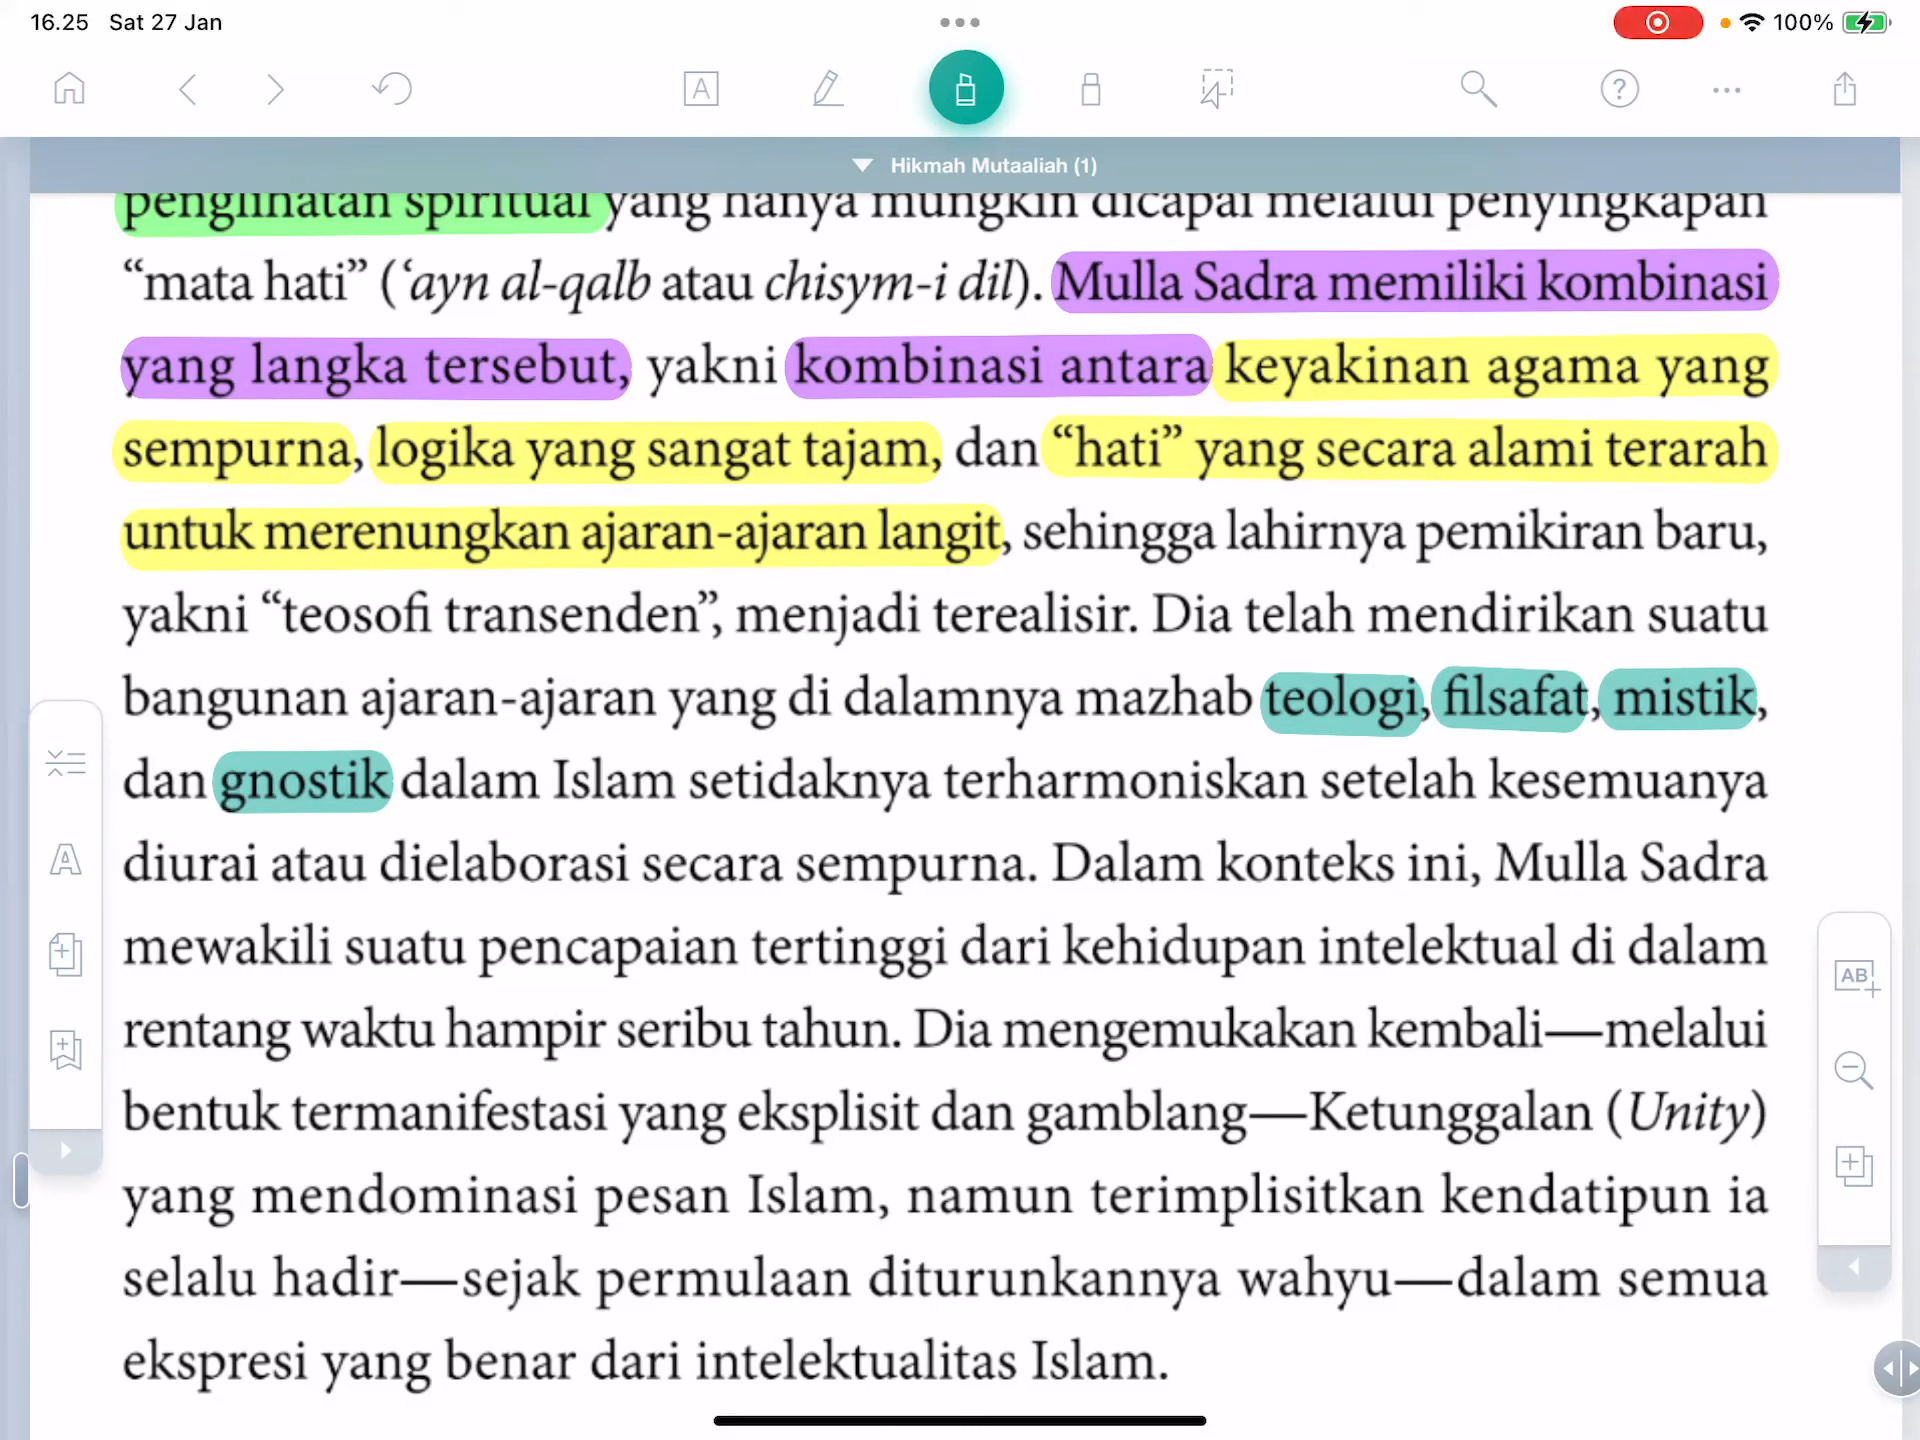 16.25 Sat 27 Jan
100%
A
?
Hikmah Mutaaliah (1)
penglihatan spiritual yang hanya mungkin dicapai melalui penyingkapan
“mata hati” (‘ayn al-qalb atau chisym-i dil). Mulla Sadra memiliki kombinasi
yang langka tersebut, yakni kombinasi antara keyakinan agama yang
sempurna, logika yang sangat tajam, dan “hati” yang secara alami terarah
untuk merenungkan ajaran-ajaran langit, sehingga lahirnya pemikiran baru,
yakni “teosofi transenden”, menjadi terealisir. Dia telah mendirikan suatu
bangunan ajaran-ajaran yang di dalamnya mazhab teologi, filsafat, mistik,
dan gnostik dalam Islam setidaknya terharmoniskan setelah kesemuanya
diurai atau dielaborasi secara sempurna. Dalam konteks ini, Mulla Sadra
mewakili suatu pencapaian tertinggi dari kehidupan intelektual di dalam
rentang waktu hampir seribu tahun. Dia mengemukakan kembali—melalui
bentuk termanifestasi yang eksplisit dan gamblang—Ketunggalan (Unity)
yang mendominasi pesan Islam, namun terimplisitkan kendatipun ia
selalu hadir—sejak permulaan diturunkannya wahyu—dalam semua
ekspresi yang benar dari intelektualitas Islam.
A
AB